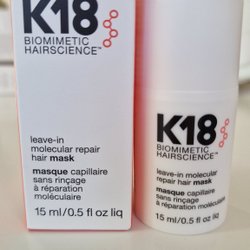 K18
BIOMIMETIC
HAIRSCIENCE™
leave-in
molecular repair
hair mask
masque capillaire
sans rinçage
à réparation
moléculaire
15 ml/0.5 fl oz liq
K18
BIOMIMETIC
HAIRSCIENCE™
leave-in molecular
repair hair mask
masque capillaire
sans rinçage
à réparation moléculaire
15 ml/0.5 fl oz liq